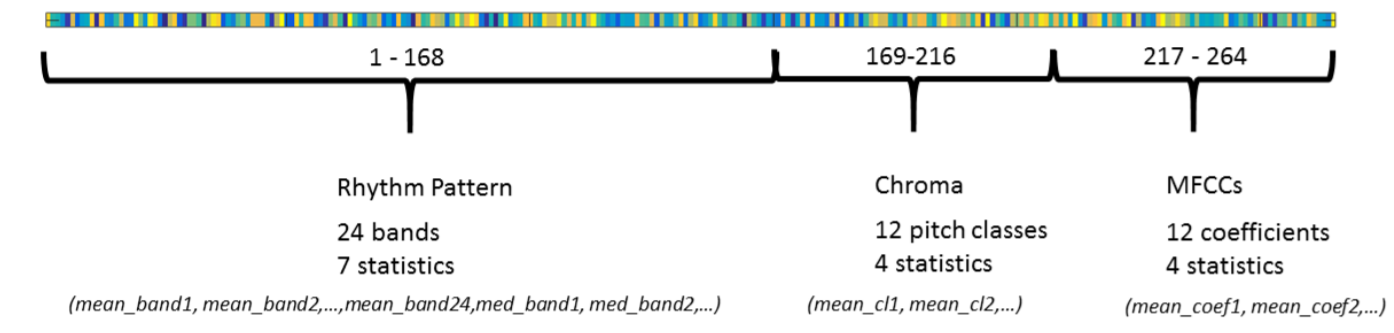 1 - 168
169-216
217 - 264
Rhythm Pattern
24 bands
7 statistics
(mean_band1, mean_band2,...,mean_band24,med_band1, med_band2,...)
Chroma
12 pitch classes
4 statistics
(mean_cl1, mean_cl2,...)
MFCCs
12 coefficients
4 statistics
(mean_coef1, mean_coef2,...)